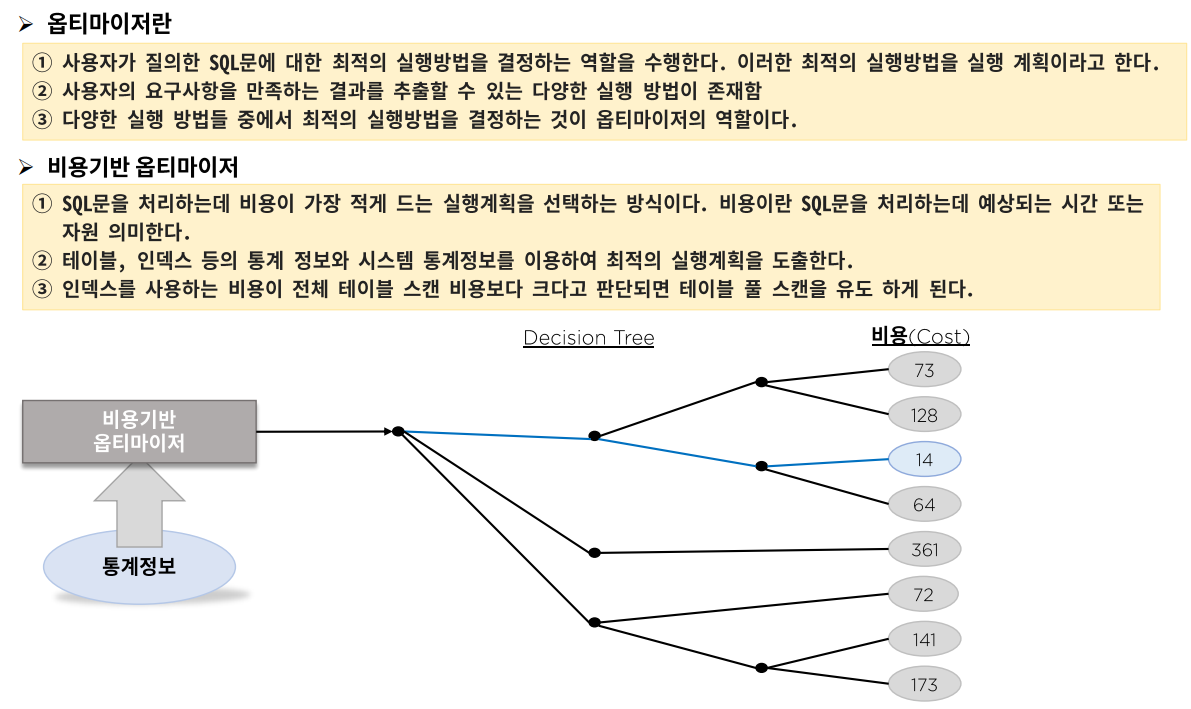 ➢ 옵티마이저란
① 사용자가 질의한 SQL문에 대한 최적의 실행방법을 결정하는 역할을 수행한다. 이러한 최적의 실행방법을 실행 계획이라고 한다.
② 사용자의 요구사항을 만족하는 결과를 추출할 수 있는 다양한 실행 방법이 존재함
③ 다양한 실행 방법들 중에서 최적의 실행방법을 결정하는 것이 옵티마이저의 역할이다.
➢ 비용기반 옵티마이저
① SQL문을 처리하는데 비용이 가장 적게 드는 실행계획을 선택하는 방식이다. 비용이란 SQL문을 처리하는데 예상되는 시간 또는
자원 의미한다.
② 테이블, 인덱스 등의 통계 정보와 시스템 통계정보를 이용하여 최적의 실행계획을 도출한다.
③ 인덱스를 사용하는 비용이 전체 테이블 스캔 비용보다 크다고 판단되면 테이블 풀 스캔을 유도 하게 된다.
Decision Tree
비용(Cost)
비용기반
옵티마이저
통계정보
73
128
14
64
361
72
141
173